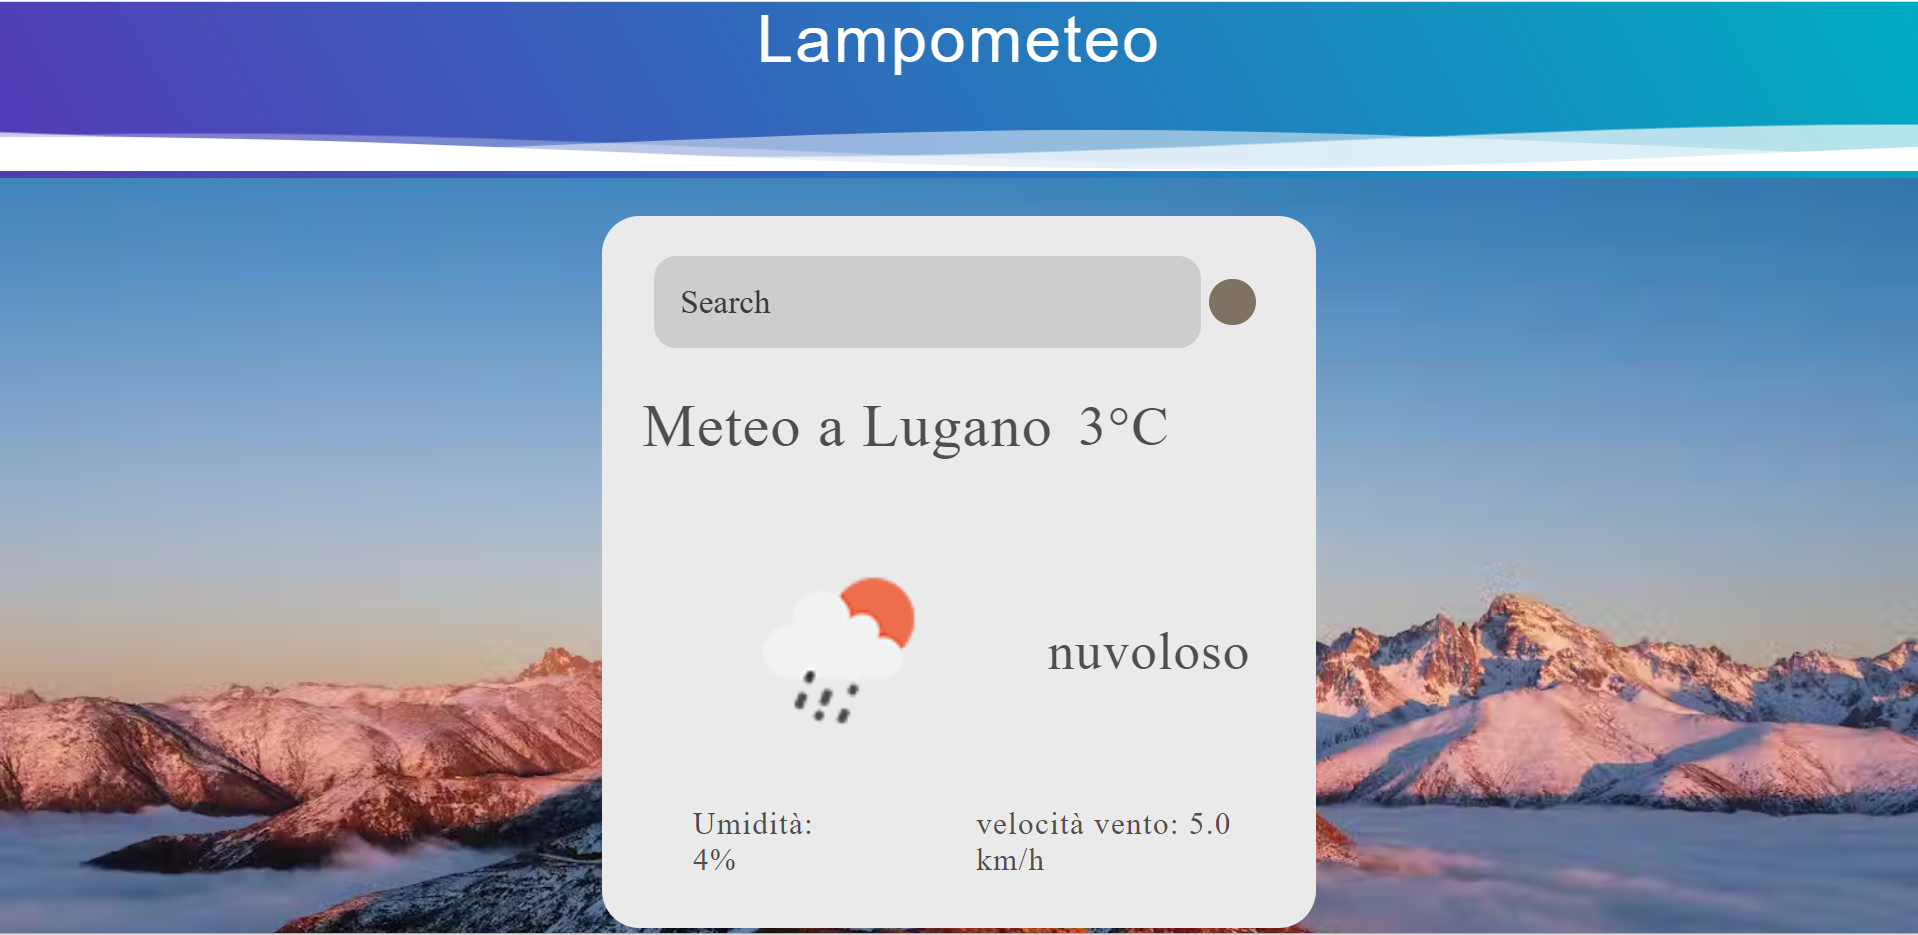 Lampometeo
Search
Meteo a Lugano 3°C
nuvoloso
Umidità:
4%
velocità vento: 5.0
km/h